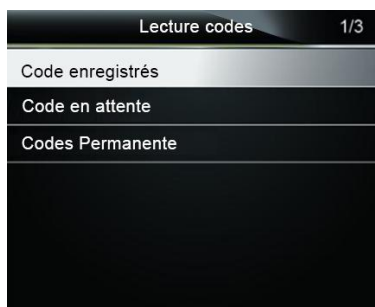 Lecture codes 1/3
Code enregistrés
Code en attente
Codes Permanente